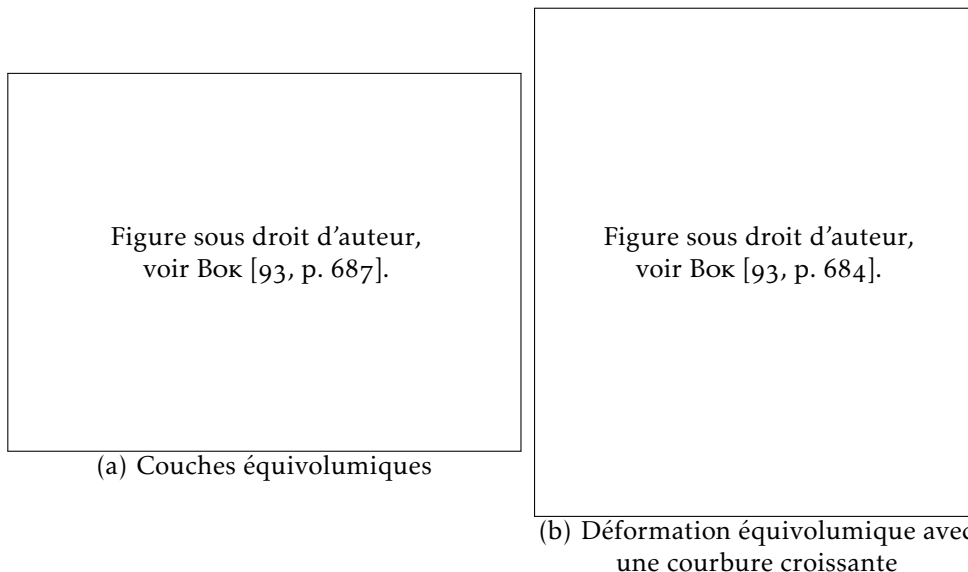 Figure sous droit d'auteur,
voir Bok [93, p. 687].
(a) Couches équivolumiques
Figure sous droit d'auteur,
voir Bok [93, p. 684].
(b) Déformation équivolumique avec
une courbure croissante